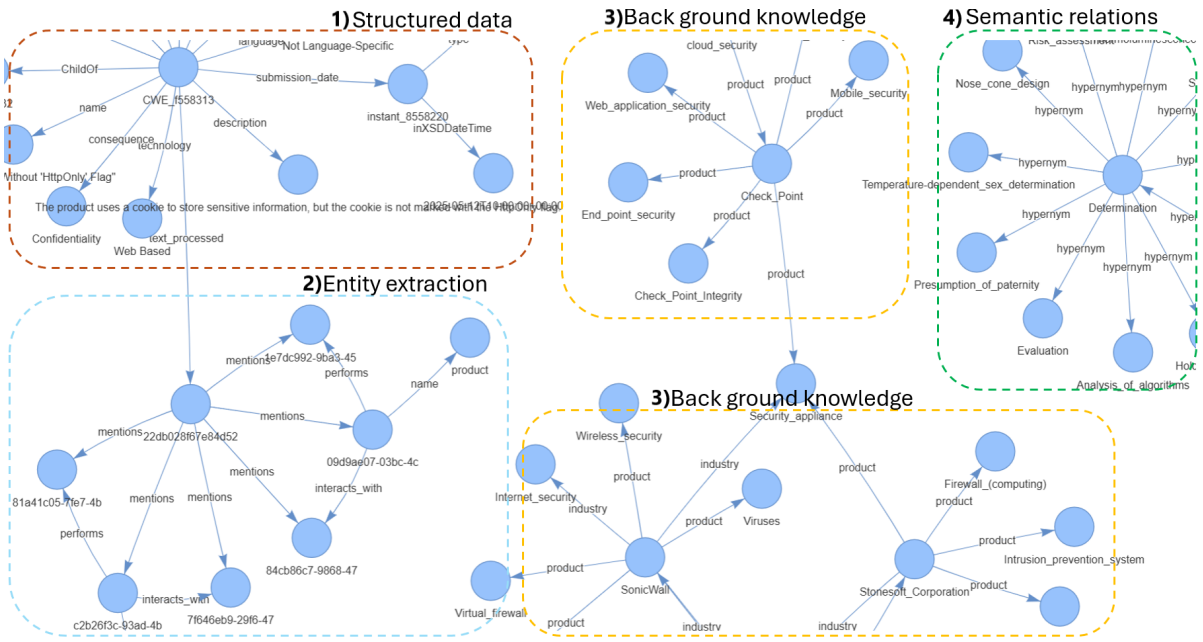 1)Structured data
language
Not Language-Specific
type
ChildOf
submission_date
CWE_f558313
name
instant_8558220
inXSDDateTime
description
consequence
technology
Without 'HttpOnly' Flag"
The product uses a cookie to store sensitive information, but the cookie is not marked with the HttpOnly flag
Confidentiality
text_processed
Web Based
2)Entity extraction
mentions
1e7dc992-9ba3-45
performs
product
name
mentions
mentions
22db028f67e84d52
09d9ae07-03bc-4c
mentions
interacts_with
81a41c05-7fe7-4b
mentions
mentions
performs
84cb86c7-9868-47
interacts_with
c2b26f3c-93ad-4b
7f646eb9-29f6-47
3)Back ground knowledge
cloud_security
product
product
Mobile_security
Web_application_security
product
product
product
Check_Point
End_point_security
product
product
Check_Point_Integrity
3)Back ground knowledge
Security_appliance
Wireless_security
industry
product
product
Internet_security
industry
product
Viruses
Firewall_(computing)
product
product
Intrusion_prevention_system
product
SonicWall
Stonesoft_Corporation
product
Virtual_firewall
product
industry
industry
4)Semantic relations
Risk_assessment
Nose_cone_design
hypernym
hypernym
hypernym
hyperny
S
hypernym
hyp
Temperature-dependent_sex_determination
Determination
hypernym
hyper
hypernym
hypernym
hypernym
Presumption_of_paternity
Evaluation
Analysis_of_algorithms
Holo